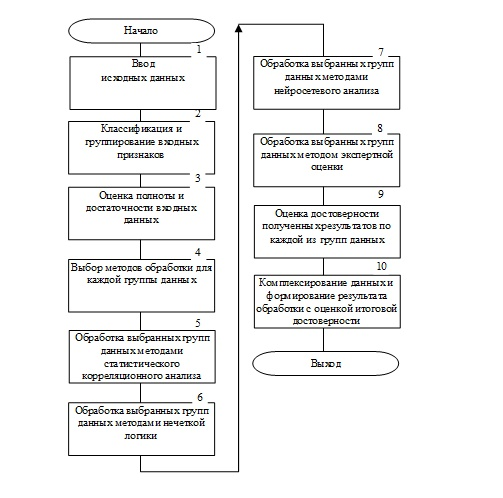 Начало
1
Ввод
исходных данных
2
Классификация и
группирование входных
признаков
3
Оценка полноты и
достаточности входных
данных
4
Выбор методов обработки для
каждой группы данных
5
Обработка выбранных групп
данных методами
статистического
корреляционного анализа
6
Обработка выбранных групп
данных методами нечеткой
логики
7
Обработка выбранных групп
данных методами
нейросетевого анализа
8
Обработка выбранных групп
данных методом экспертной
оценки
9
Оценка достоверности
полученныхрезультатов по
каждой из групп данных
10
Комплексирование данных и
формирование результата
обработки с оценкой итоговой
достоверности
Выход